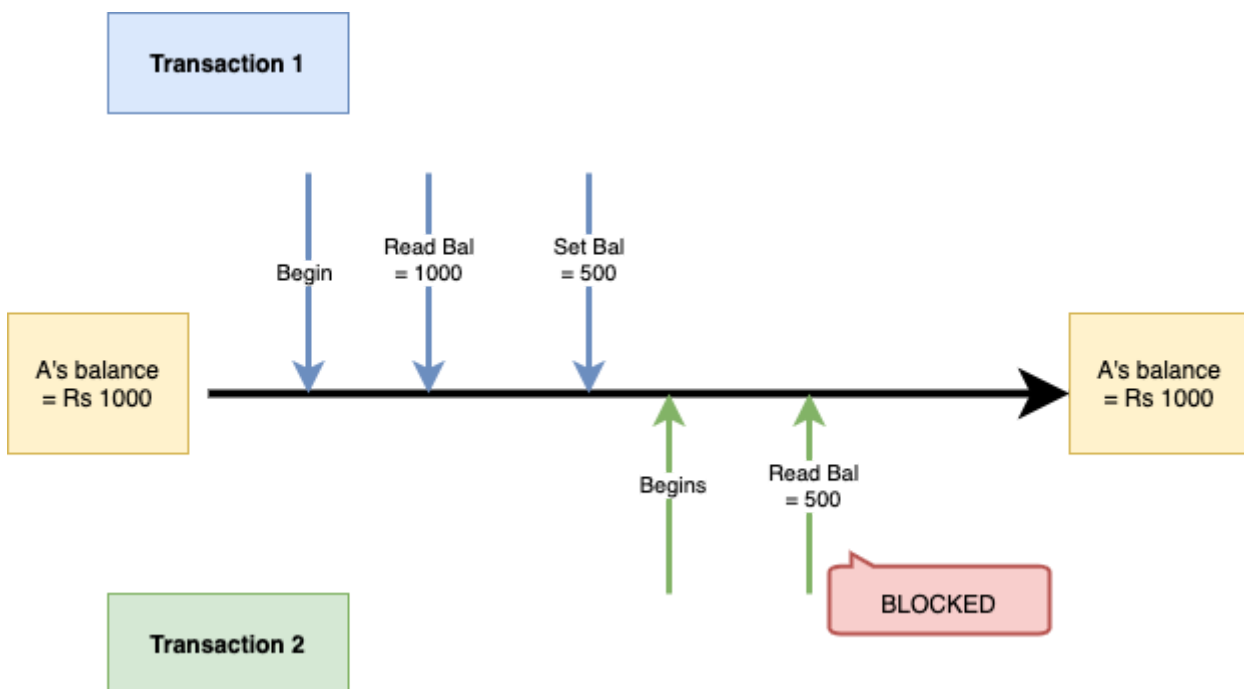 Transaction 1
Begin
Read Bal
= 1000
Set Bal
= 500
A's balance
= Rs 1000
A's balance
= Rs 1000
Begins
Read Bal
= 500
BLOCKED
Transaction 2